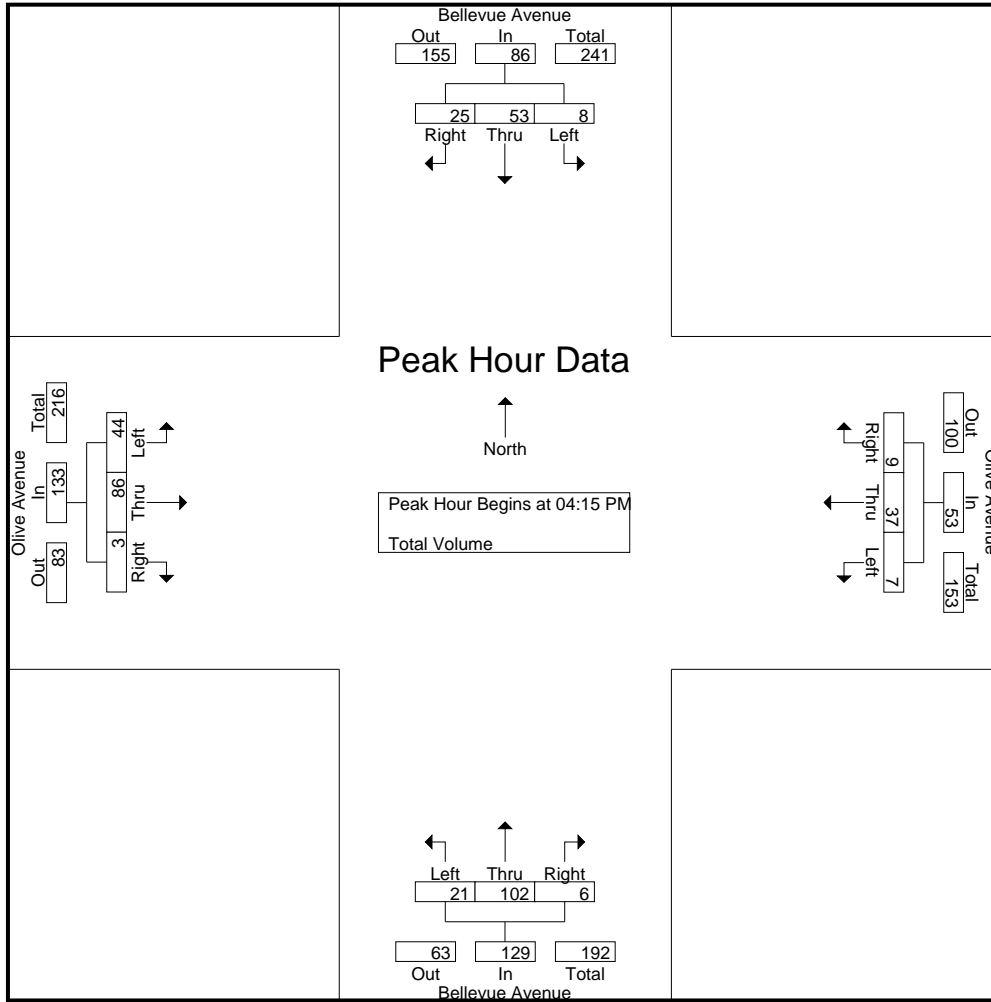 Bellevue Avenue
Out In Total
155 86 241
25 53 8
Right Thru Left
Peak Hour Data
North
Peak Hour Begins at 04:15 PM
Total Volume
Olive Avenue
Out In Total
83 133 216
3 86 44
Right Thru Left
Olive Avenue
Out In Total
100 53 153
9 37 7
Right Thru Left
Left Thru Right
21 102 6
63 129 192
Out In Total
Bellevue Avenue